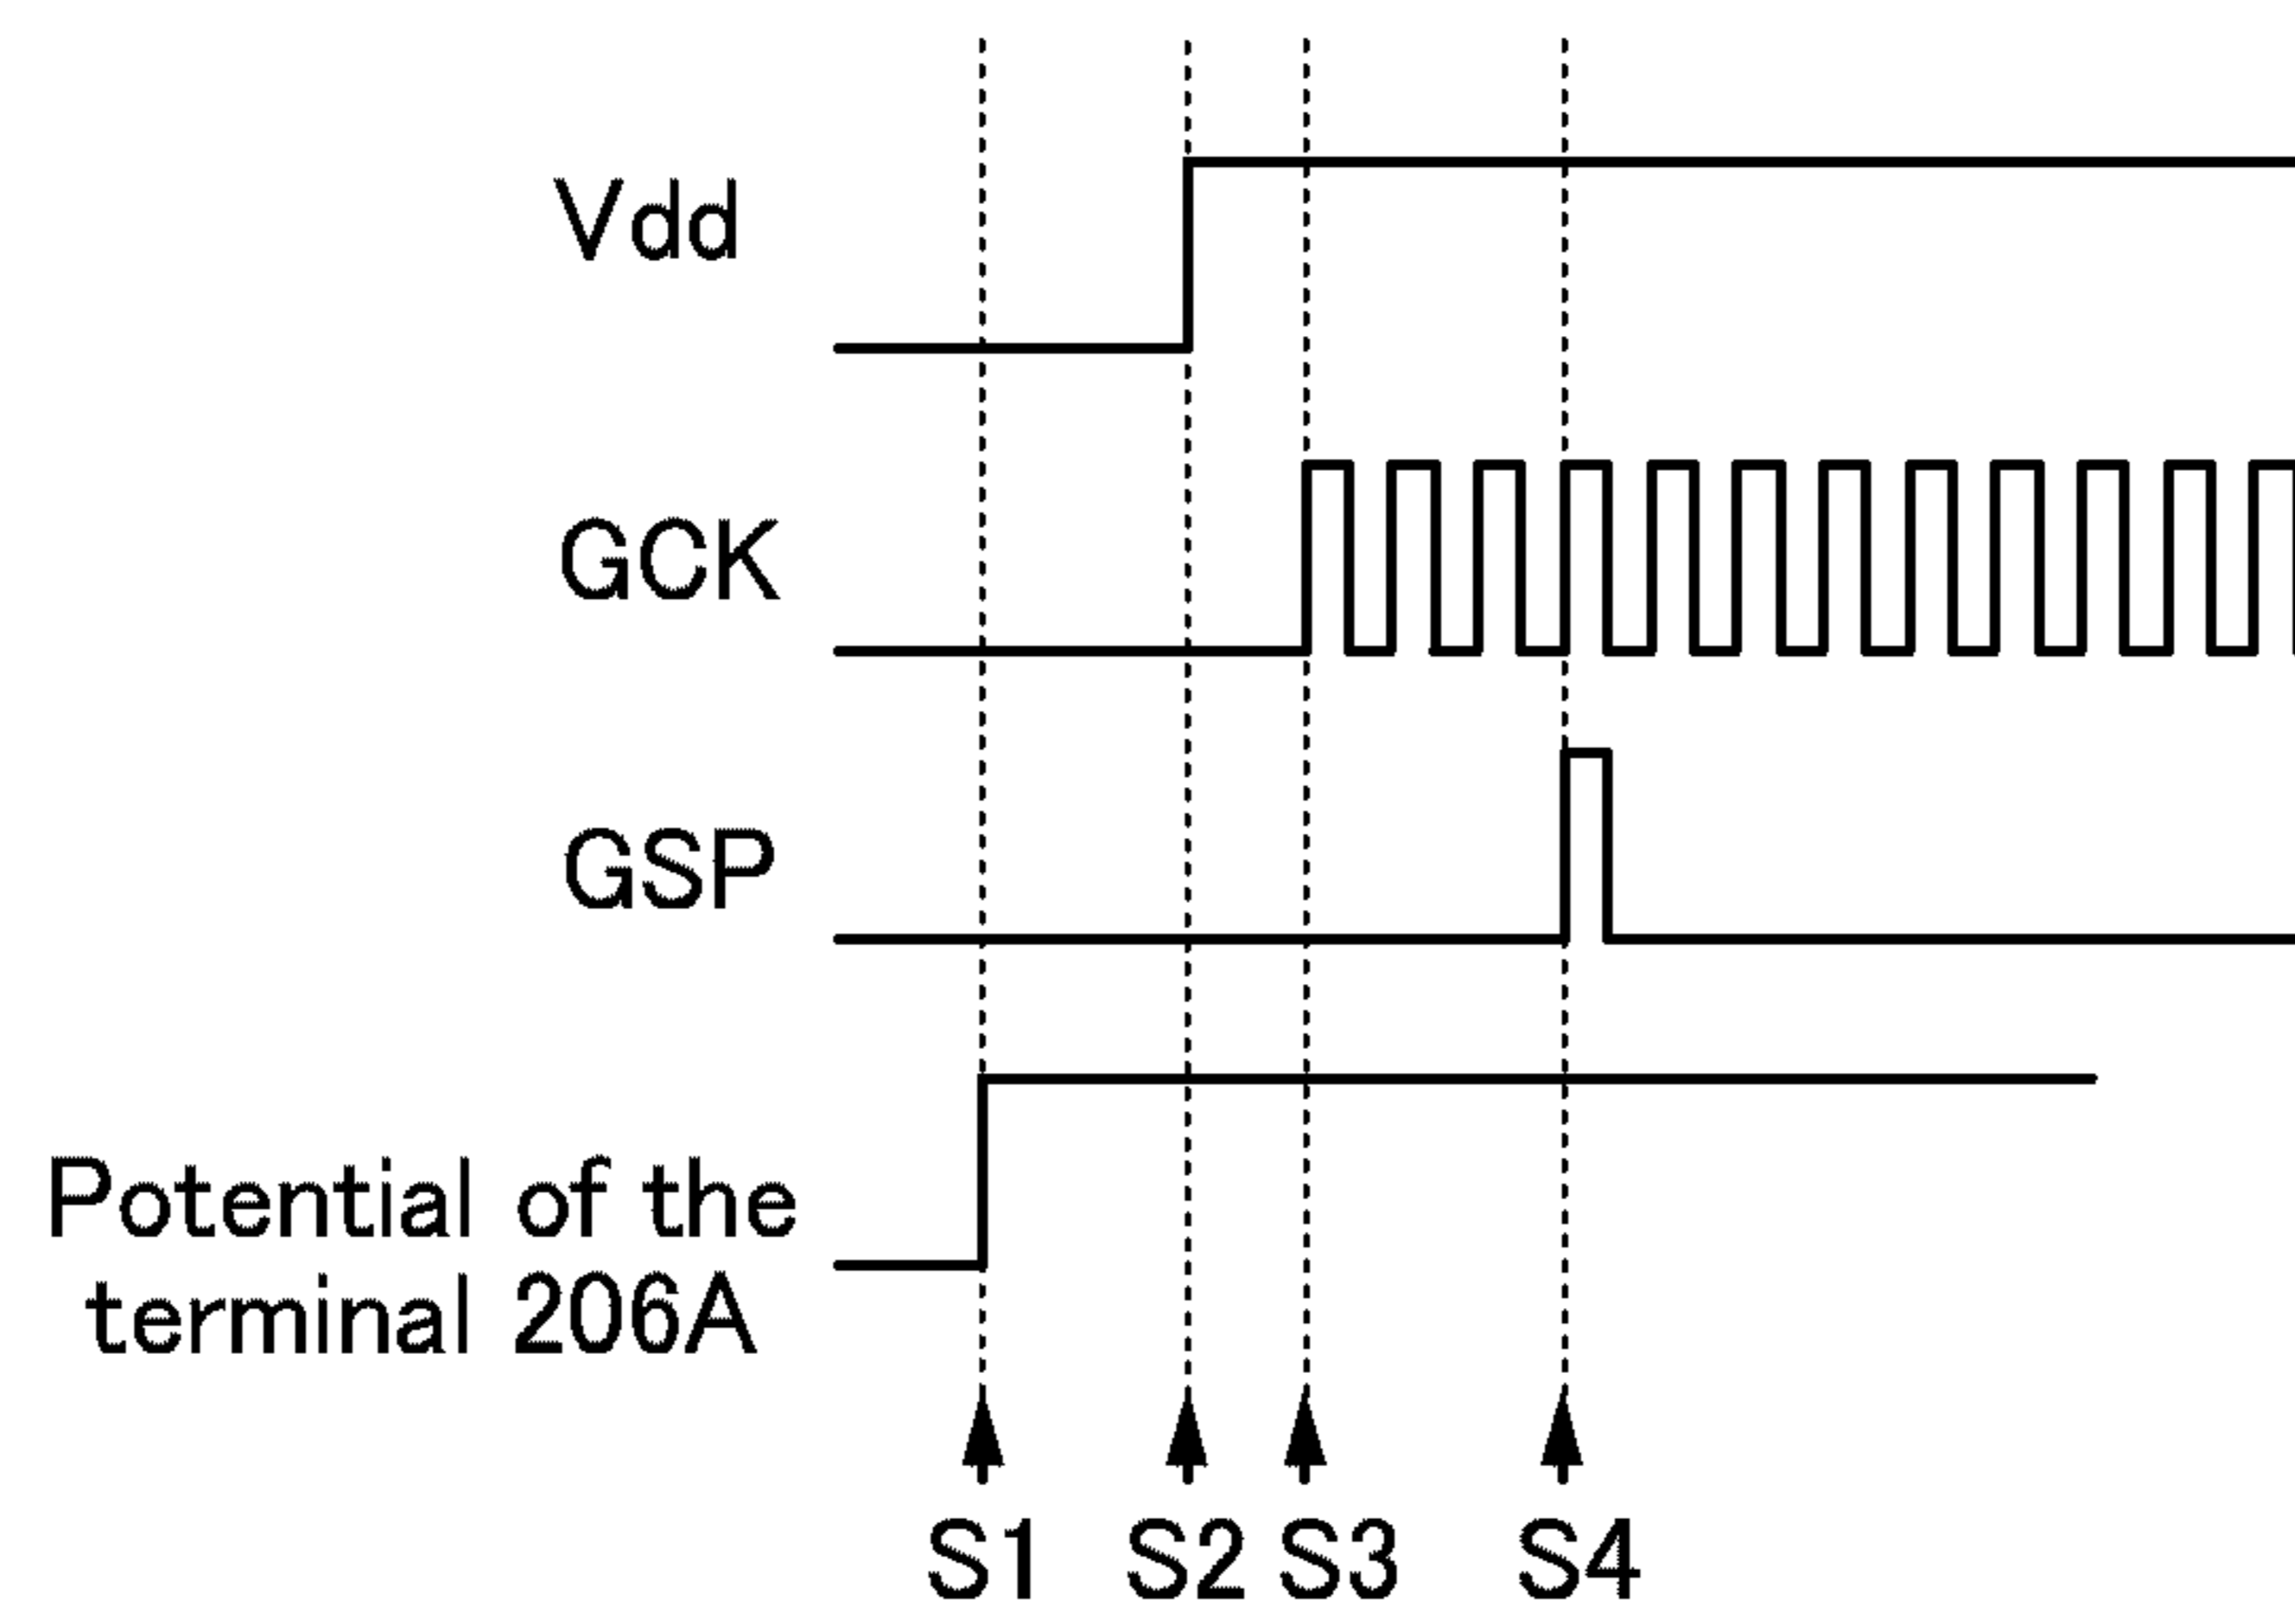 Vdd
GCK
GSP
Potential of the
terminal 206A
S1 S2 S3 S4